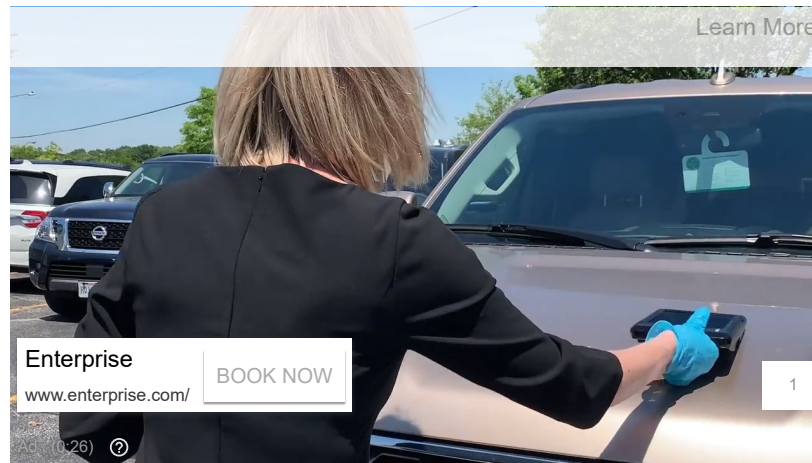 Learn More
Enterprise
BOOK NOW
www.enterprise.com/
1
Ad · (0:26)